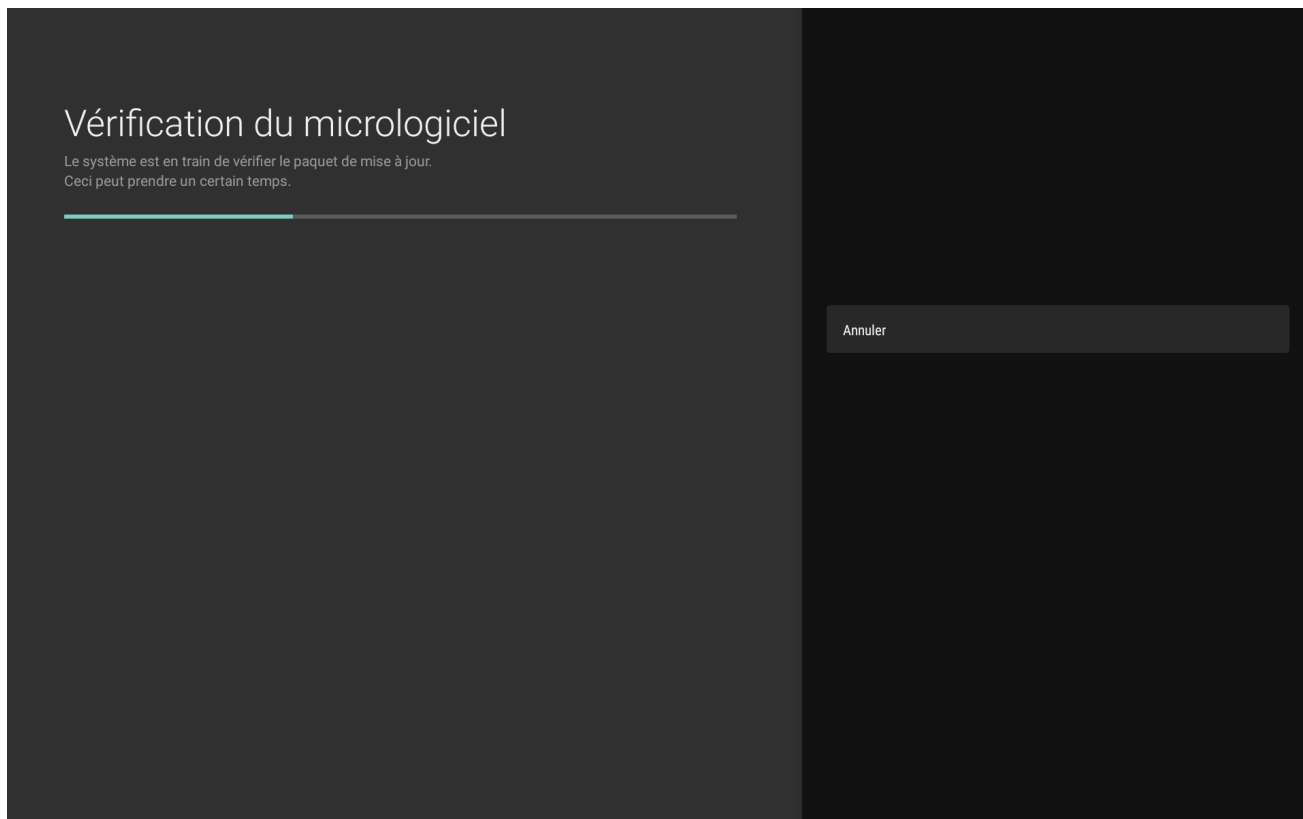 Vérification du micrologiciel
Le système est en train de vérifier le paquet de mise à jour.
Ceci peut prendre un certain temps.
Annuler